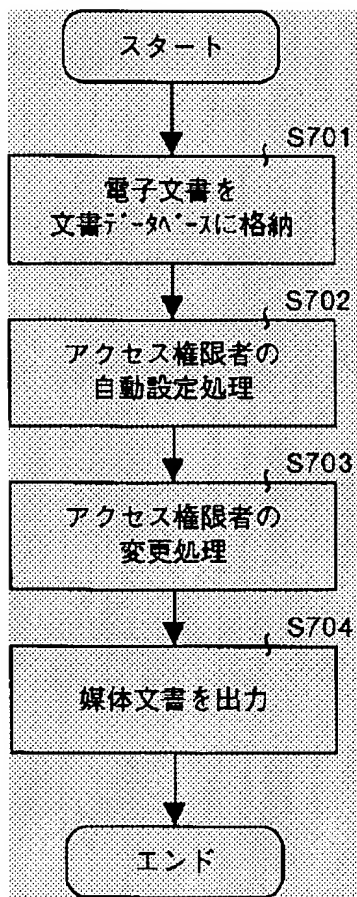 スタート
S701
電子文書を
文書ﾃﾞｰﾀﾍﾞｰｽに格納
S702
アクセス権限者の
自動設定処理
S703
アクセス権限者の
変更処理
S704
媒体文書を出力
エンド